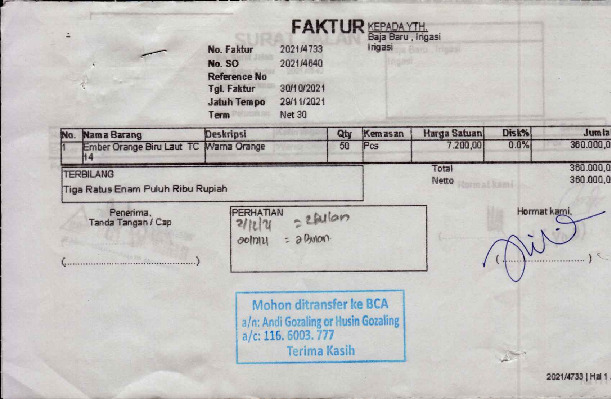 FAKTUR
KEPADA YTH.
Baja Baru , Irigasi
Irigasi
No. Faktur 2021/4733
No. SO 2021/4640
Reference No
Tgl. Faktur 30/10/2021
Jatuh Tempo 29/11/2021
Term Net 30
No. Nama Barang Deskripsi Qty Kemasan Harga Satuan Disk% Jumla
1 Ember Orange Biru Laut TC 14 Warna Orange 50 Pcs 7.200,00 0.0% 360.000,0
Total 360.000,0
Netto 360.000,0
TERBILANG
Tiga Ratus Enam Puluh Ribu Rupiah
Penerima,
Tanda Tangan / Cap
(..............................)
PERHATIAN
= 2 Bulan
= 2 Bulan
Hormat kami,
(..............................)
Mohon ditransfer ke BCA
a/n: Andi Gozaling or Husin Gozaling
a/c: 116. 6003. 777
Terima Kasih
2021/4733 | Hal 1